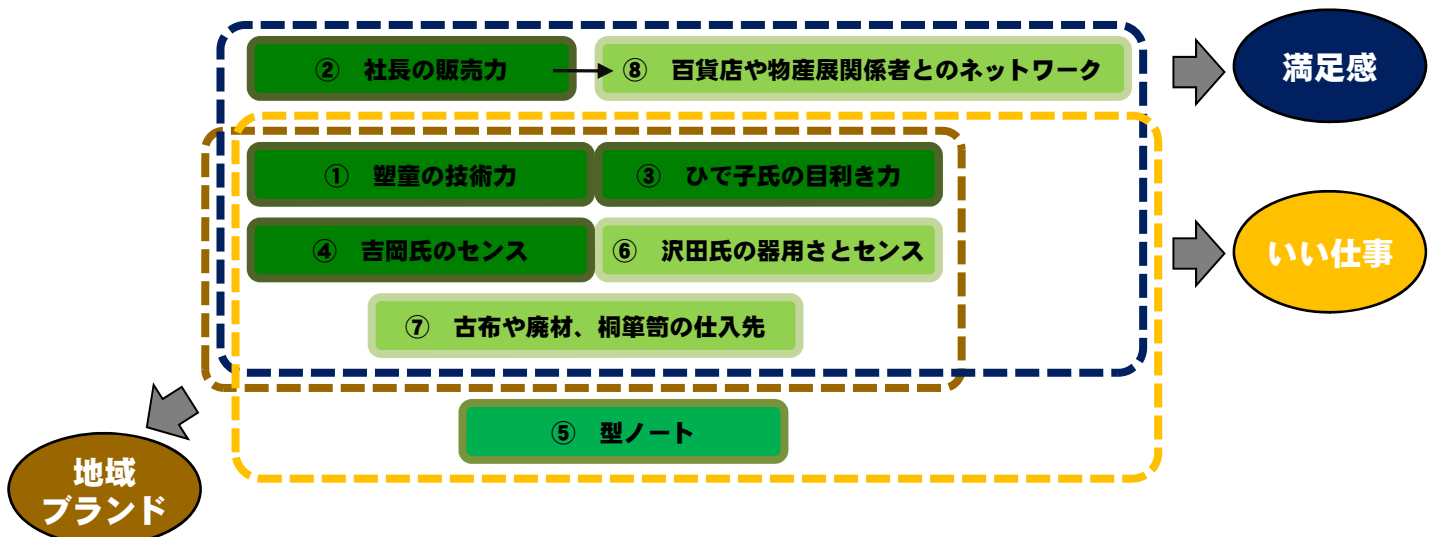 ② 社長の販売力
⑧ 百貨店や物産展関係者とのネットワーク
満足感
① 塑童の技術力
③ ひで子氏の目利き力
④ 吉岡氏のセンス
⑥ 沢田氏の器用さとセンス
いい仕事
⑦ 古布や廃材、桐箪笥の仕入先
⑤ 型ノート
地域
ブランド